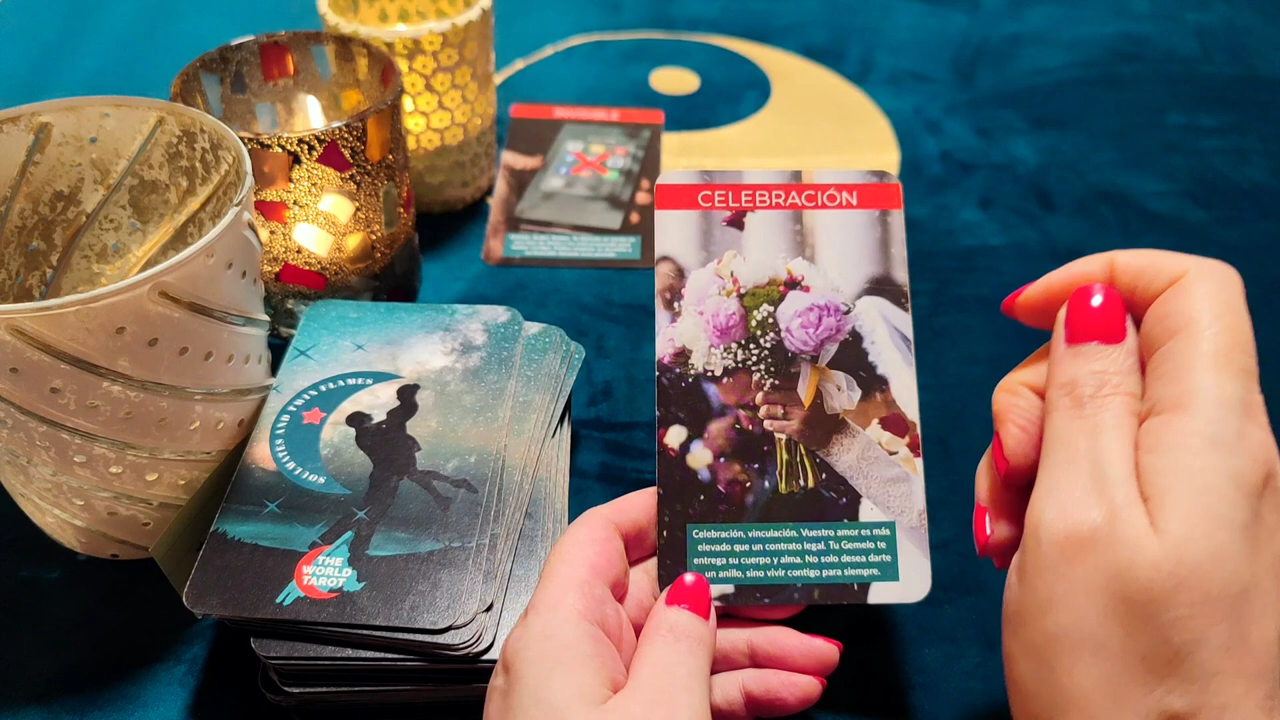 INVISIBLE
CELEBRACIÓN
Celebración, vinculación. Vuestro amor es más
elevado que un contrato legal. Tu Gemelo te
entrega su cuerpo y alma. No solo desea darte
un anillo, sino vivir contigo para siempre.
SOULMATES AND TWIN FLAMES
THE
WORLD
TAROT